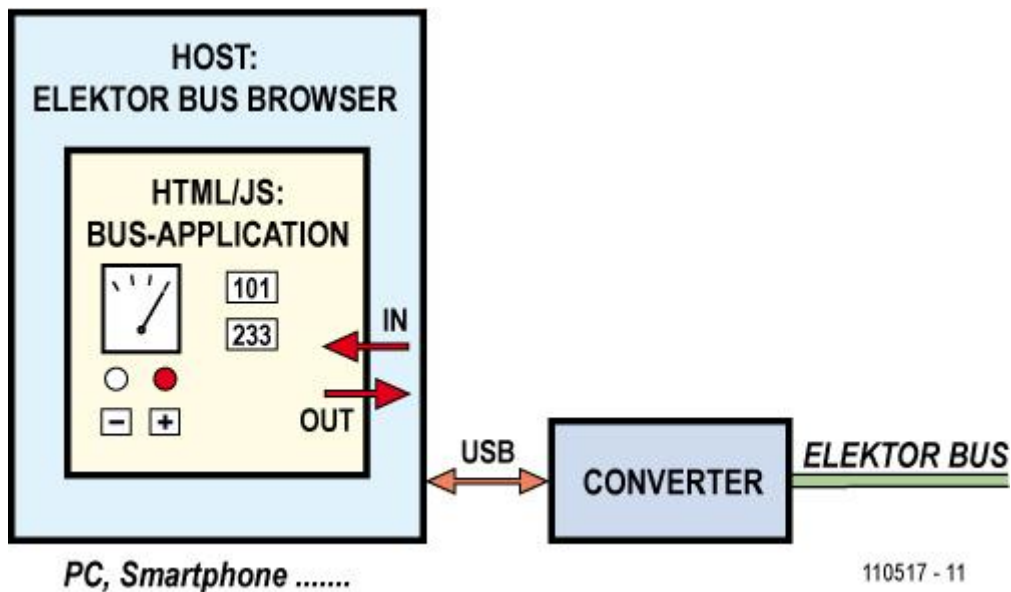 HOST:
ELEKTOR BUS BROWSER
HTML/JS:
BUS-APPLICATION
101
233
IN
OUT
− +
USB
CONVERTER
ELEKTOR BUS
PC, Smartphone .......
110517 - 11